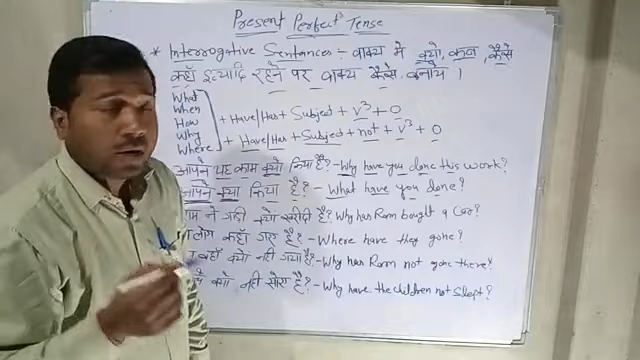 Present Perfect Tense
* Interrogative Sentences :- वाक्य में क्यो, कब, कैसे
कहाँ इत्यादि रहने पर वाक्य कैसे बनाये ।
What
When
How
Why
Where
+ Have/Has + Subject + v³ + O
+ Have/Has + Subject + not + v³ + O
आपने यह काम क्यो किया है? - Why have you done this work?
आपने क्या किया है? - What have you done?
ने गाड़ी क्यो खरीदी है? - Why has Ram bought a Car?
लोग कहाँ गए है? - Where have they gone?
वहाँ क्यो नही गया है? - Why has Ram not gone there?
क्यो नही सोए है? - Why have the children not slept?